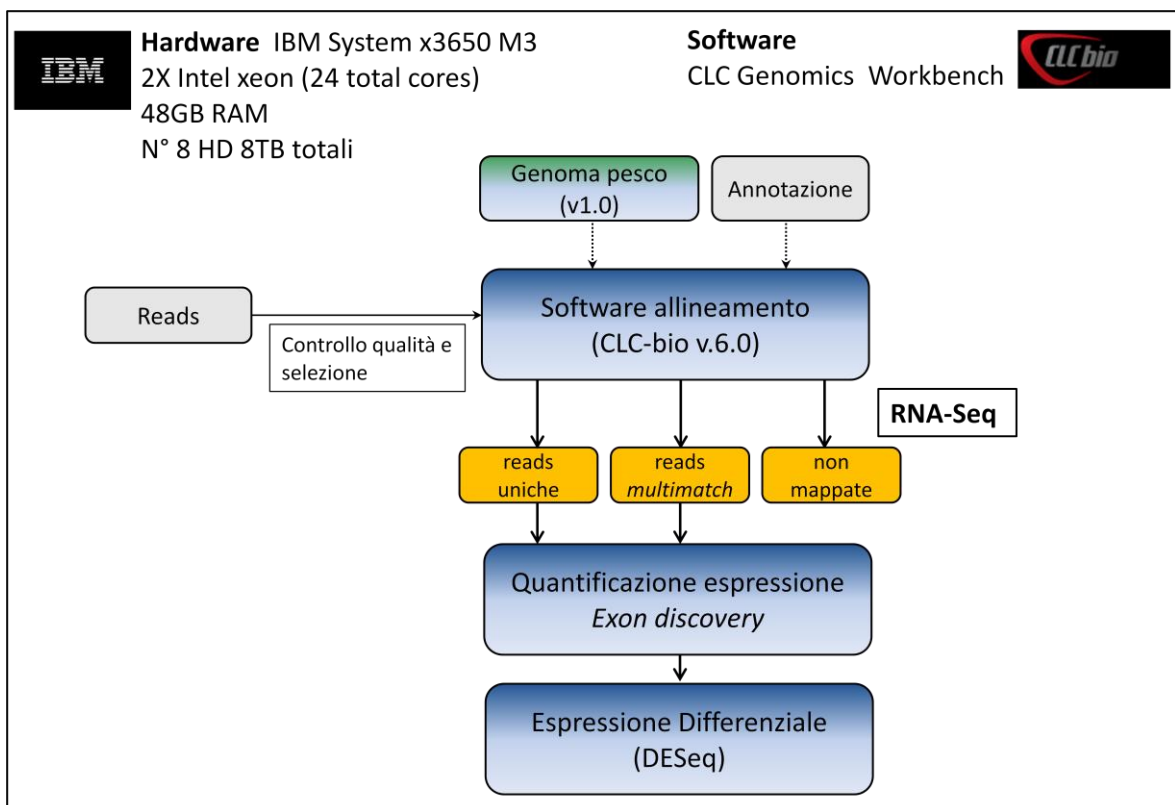 IBM
Hardware IBM System x3650 M3
2X Intel xeon (24 total cores)
48GB RAM
N° 8 HD 8TB totali
Software
CLC Genomics Workbench
CLC bio
Genoma pesco
(v1.0)
Annotazione
Reads
Controllo qualità e
selezione
Software allineamento
(CLC-bio v.6.0)
RNA-Seq
reads
uniche
reads
multimatch
non
mappate
Quantificazione espressione
Exon discovery
Espressione Differenziale
(DESeq)